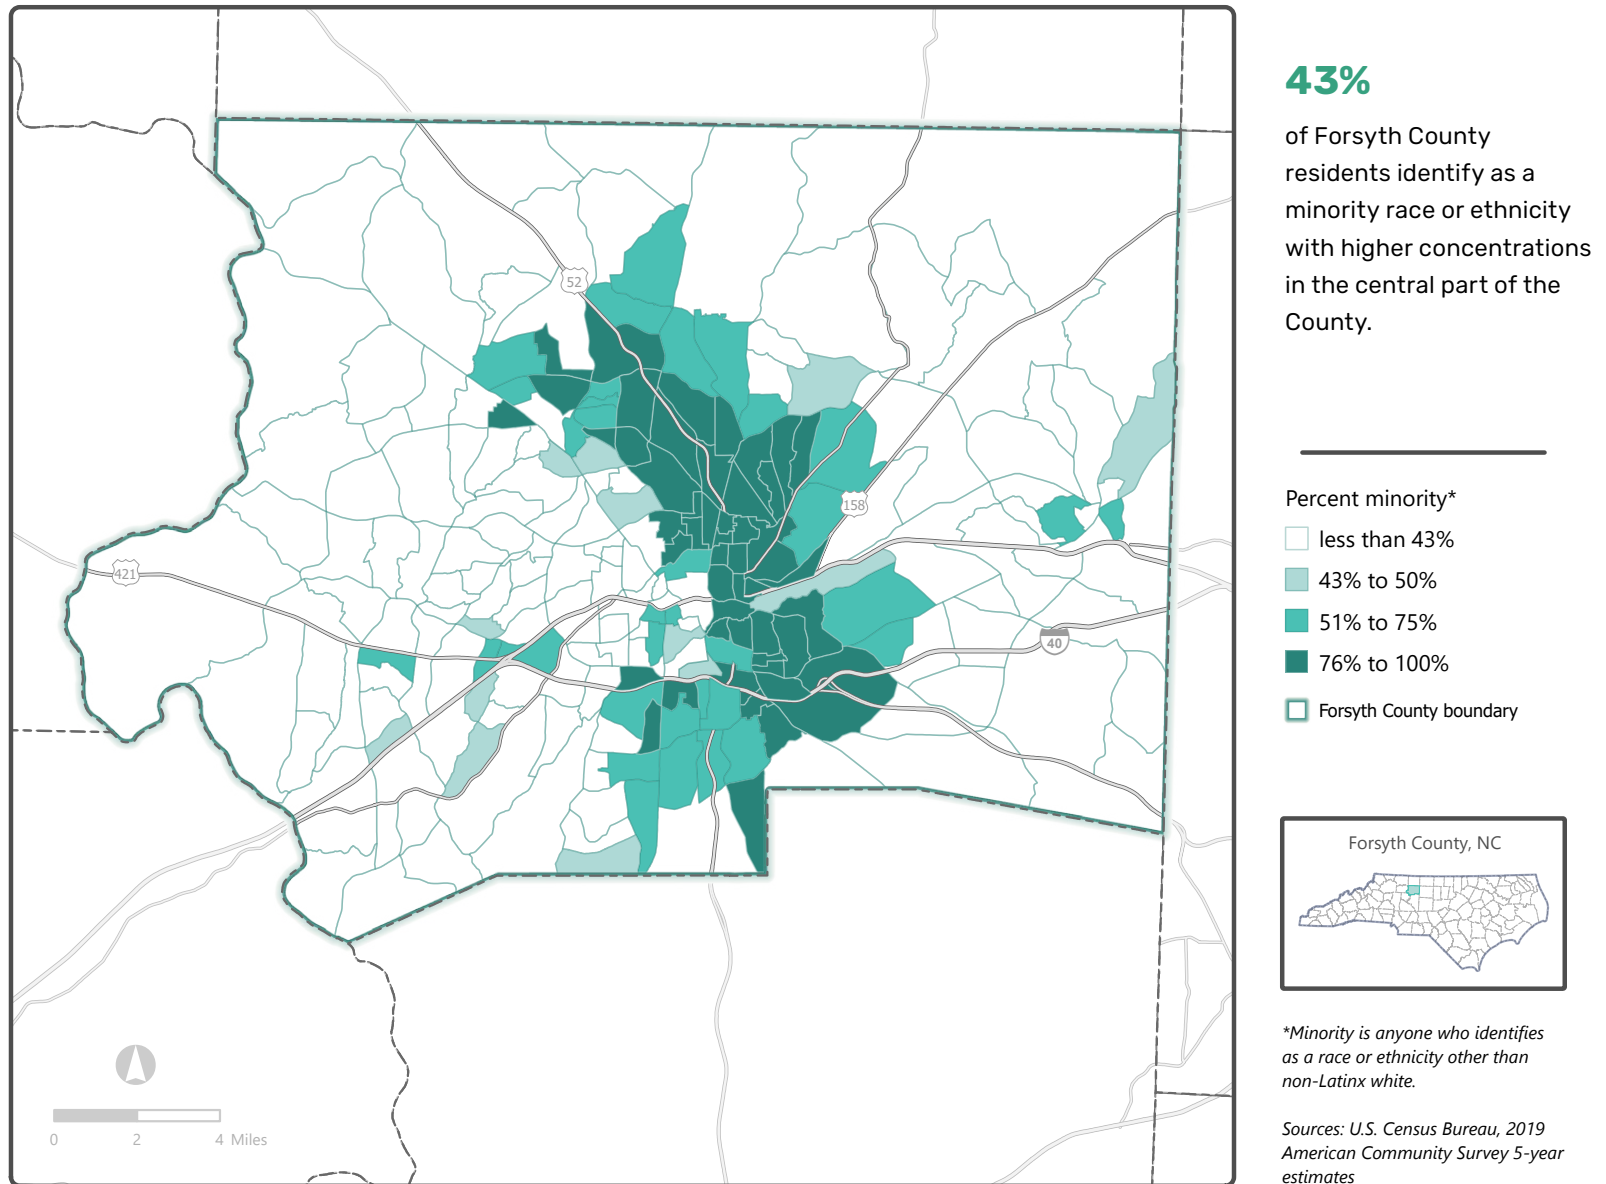 43%
of Forsyth County
residents identify as a
minority race or ethnicity
with higher concentrations
in the central part of the
County.
52
158
421
40
Percent minority*
less than 43%
43% to 50%
51% to 75%
76% to 100%
Forsyth County boundary
Forsyth County, NC
*Minority is anyone who identifies
as a race or ethnicity other than
non-Latinx white.
Sources: U.S. Census Bureau, 2019
American Community Survey 5-year
estimates
0 2 4 Miles